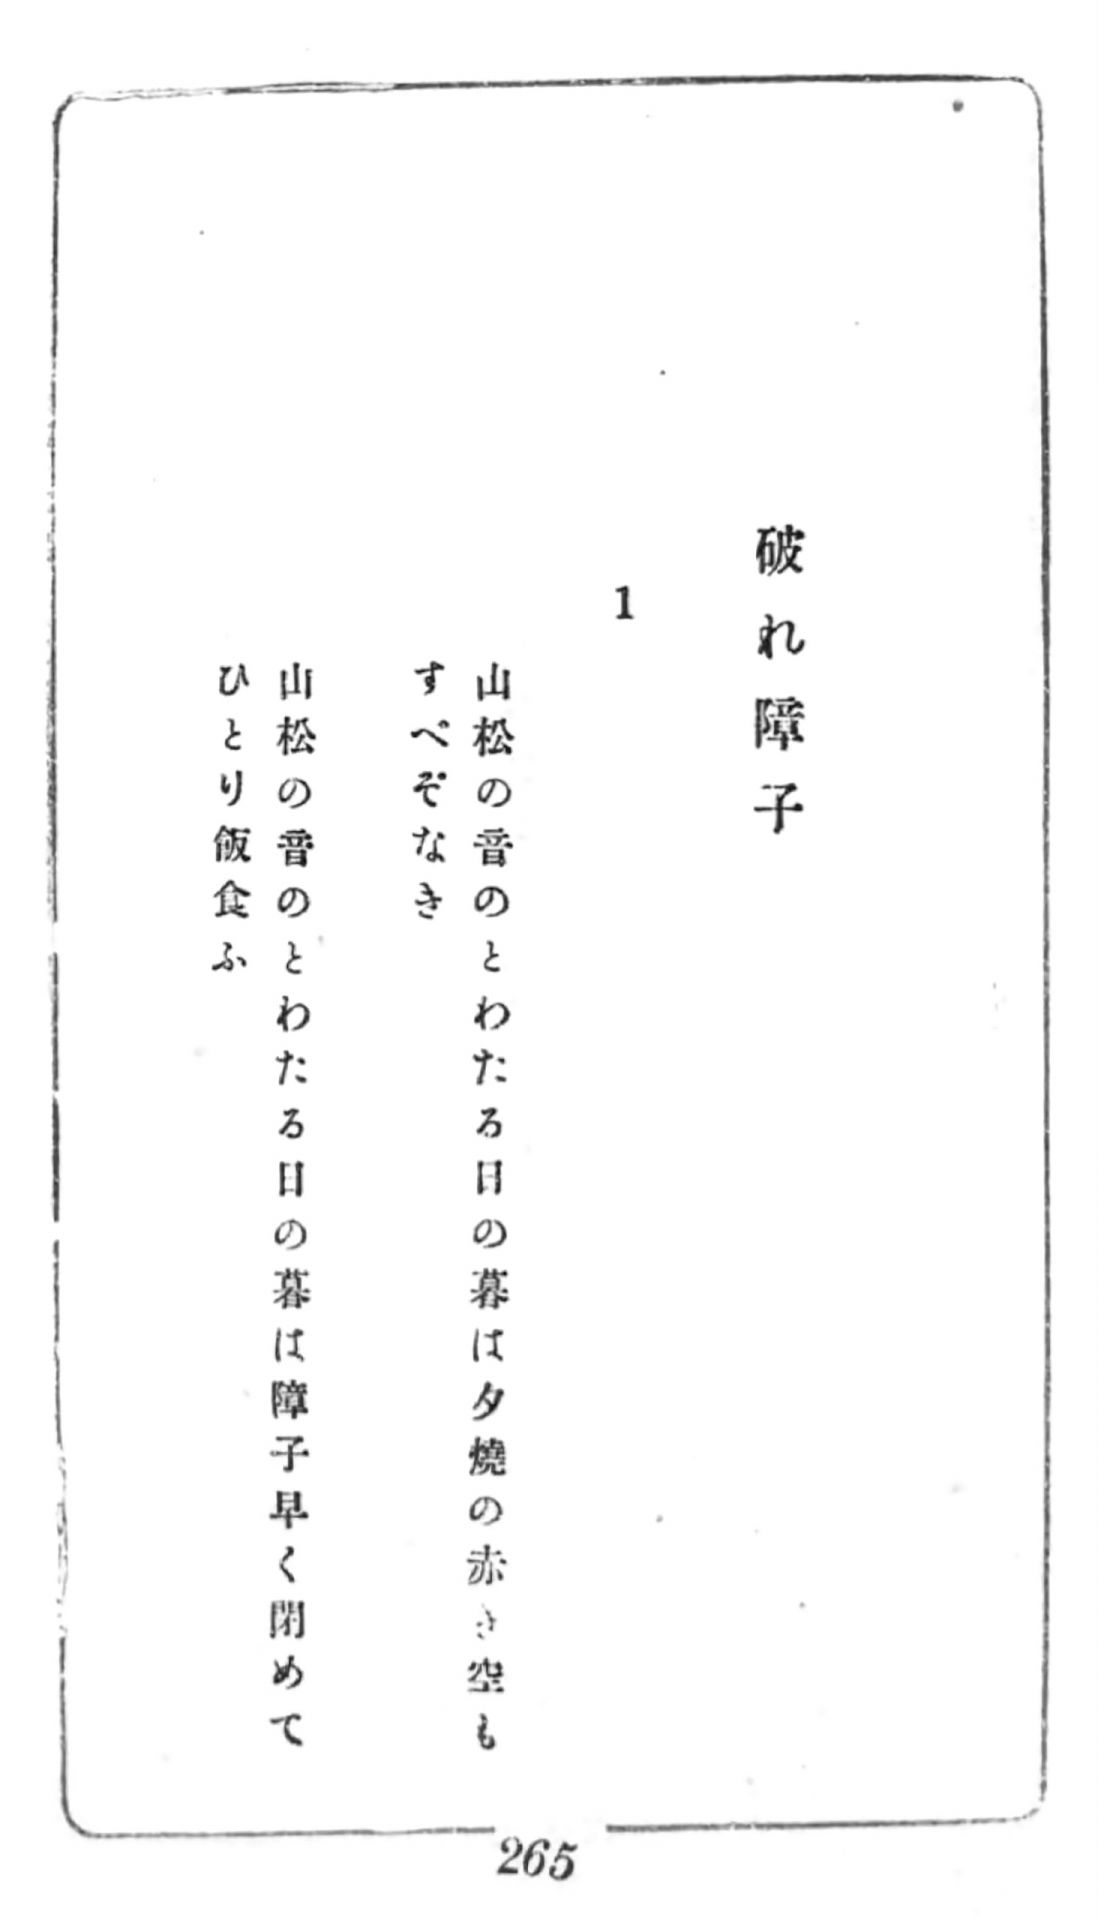 破れ障子
1
山松の音のとわたる日の暮は夕燒の赤き空も
すべぞなき
山松の音のとわたる日の暮は障子早く閉めて
ひとり飯食ふ
265